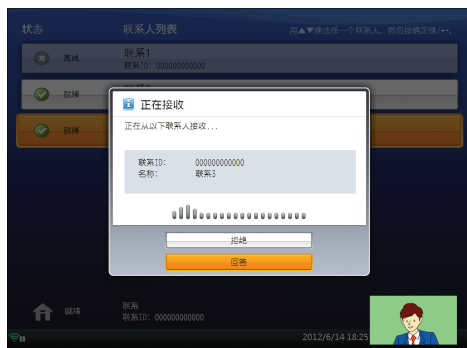 状态 联系人列表 用▲▼键选择一个联系人，然后按确定键/↩。
离线 联系1
联系ID: 000000000000
就绪
正在接收
正在从以下联系人接收...
就绪
联系ID: 000000000000
名称: 联系3
拒绝
回答
就绪 联系
联系ID: 000000000000
2012/6/14 18:25